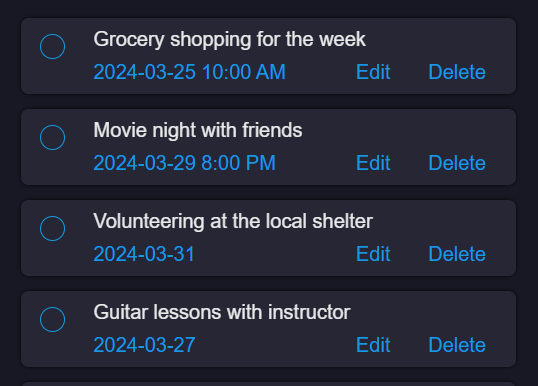 Grocery shopping for the week
2024-03-25 10:00 AM Edit Delete
Movie night with friends
2024-03-29 8:00 PM Edit Delete
Volunteering at the local shelter
2024-03-31 Edit Delete
Guitar lessons with instructor
2024-03-27 Edit Delete